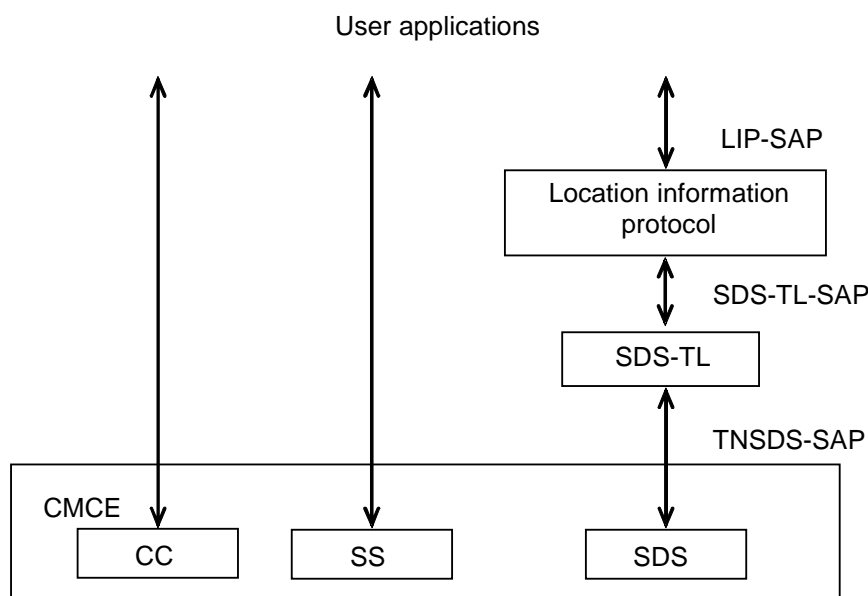 User applications
LIP-SAP
Location information
protocol
SDS-TL-SAP
SDS-TL
TNSDS-SAP
CMCE
CC
SS
SDS